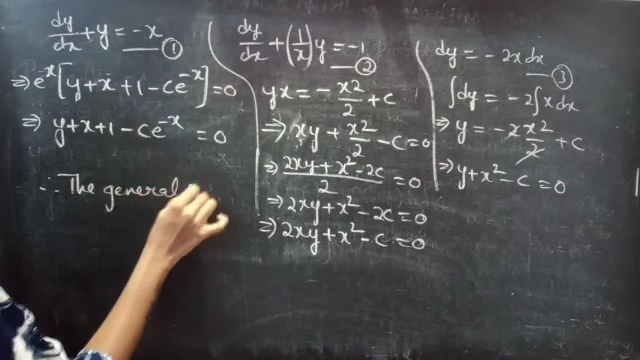 dy/dx + y = -x ——— ①
⇒ e^-x [y+x+1-ce^-x] = 0
⇒ y+x+1-ce^-x = 0
∴ The general
dy/dx + (1/x) y = -1 ——— ②
yx = -x2/2 + c
⇒ xy + x2/2 - c = 0
⇒ 2xy+x²-2c/2 = 0
⇒ 2xy+x²-2c = 0
⇒ 2xy+x²-c = 0
dy = -2x dx ——— ③
∫dy = -2∫x dx
⇒ y = -2x2/2 + c
⇒ y+x²-c = 0